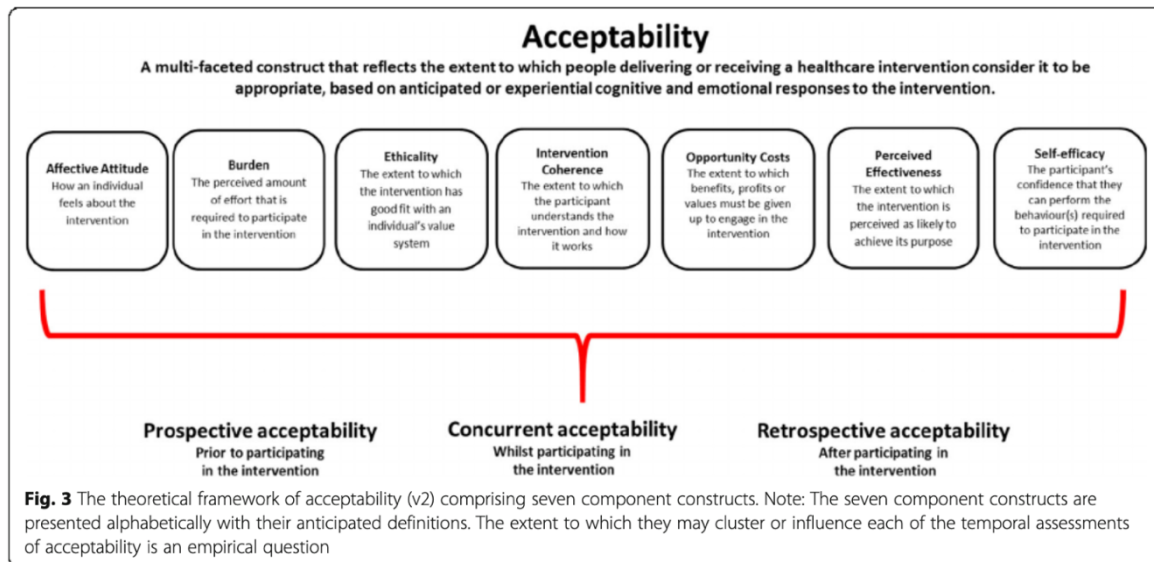 Acceptability
A multi-faceted construct that reflects the extent to which people delivering or receiving a healthcare intervention consider it to be
appropriate, based on anticipated or experiential cognitive and emotional responses to the intervention.
Affective Attitude
How an individual
feels about the
intervention
Burden
The perceived amount
of effort that is
required to participate
in the intervention
Ethicality
The extent to which
the intervention has
good fit with an
individual's value
system
Intervention
Coherence
The extent to which
the participant
understands the
intervention and how
it works
Opportunity Costs
The extent to which
benefits, profits or
values must be given
up to engage in the
intervention
Perceived
Effectiveness
The extent to which
the intervention is
perceived as likely to
achieve its purpose
Self-efficacy
The participant's
confidence that they
can perform the
behaviour(s) required
to participate in the
intervention
Prospective acceptability
Prior to participating
in the intervention
Concurrent acceptability
Whilst participating in
the intervention
Retrospective acceptability
After participating in
the intervention
Fig. 3 The theoretical framework of acceptability (v2) comprising seven component constructs. Note: The seven component constructs are
presented alphabetically with their anticipated definitions. The extent to which they may cluster or influence each of the temporal assessments
of acceptability is an empirical question